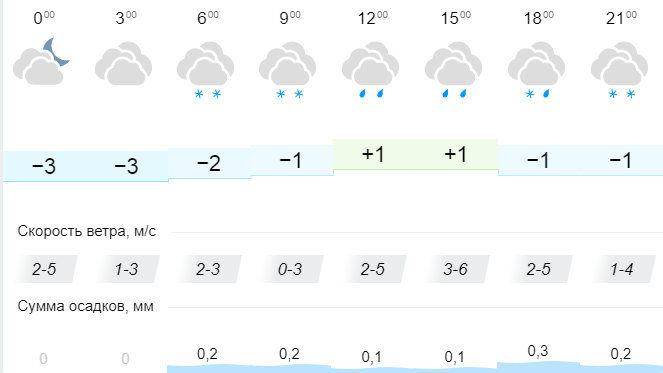 0⁰⁰ 3⁰⁰ 6⁰⁰ 9⁰⁰ 12⁰⁰ 15⁰⁰ 18⁰⁰ 21⁰⁰
−3 −3 −2 −1 +1 +1 −1 −1
Скорость ветра, м/с
2-5 1-3 2-3 0-3 2-5 3-6 2-5 1-4
Сумма осадков, мм
0 0 0,2 0,2 0,1 0,1 0,3 0,2